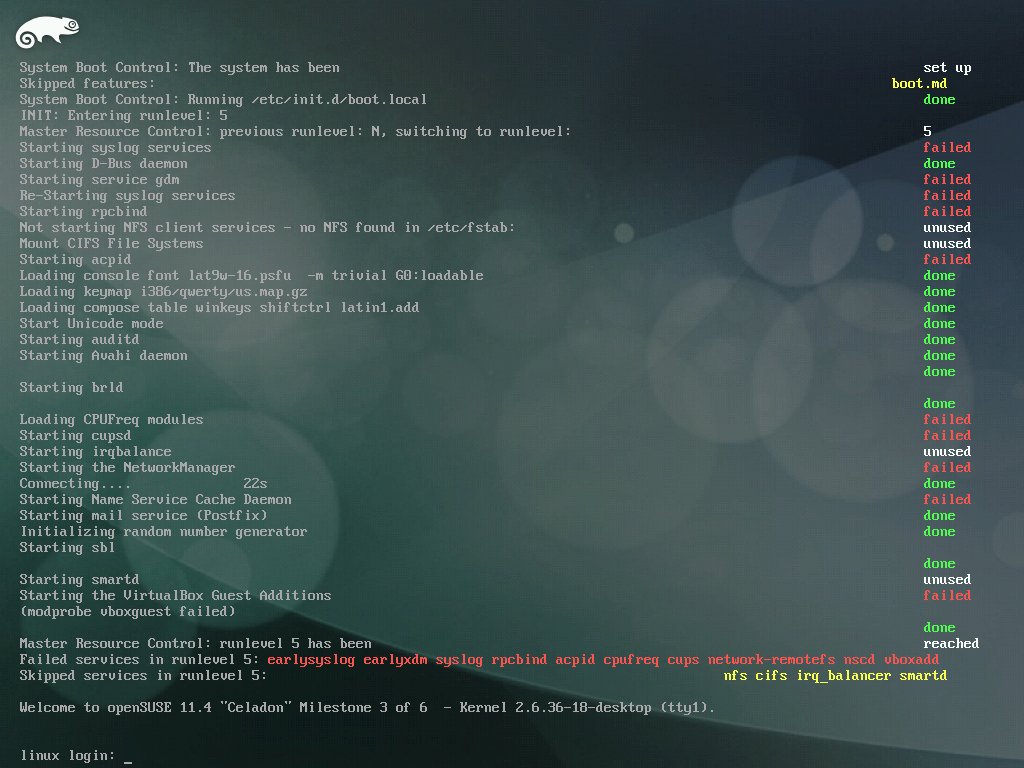 System Boot Control: The system has been set up
Skipped features: boot.md
System Boot Control: Running /etc/init.d/boot.local done
INIT: Entering runlevel: 5
Master Resource Control: previous runlevel: N, switching to runlevel: 5
Starting syslog services failed
Starting D-Bus daemon done
Starting service gdm failed
Re-Starting syslog services failed
Starting rpcbind failed
Not starting NFS client services - no NFS found in /etc/fstab: unused
Mount CIFS File Systems unused
Starting acpid failed
Loading console font lat9w-16.psfu  -m trivial G0:loadable done
Loading keymap i386/qwerty/us.map.gz done
Loading compose table winkeys shiftctrl latin1.add done
Start Unicode mode done
Starting auditd done
Starting Avahi daemon done
done
Starting brld
done
Loading CPUFreq modules failed
Starting cupsd failed
Starting irqbalance unused
Starting the NetworkManager failed
Connecting.... 22s done
Starting Name Service Cache Daemon failed
Starting mail service (Postfix) done
Initializing random number generator done
Starting sbl
done
Starting smartd unused
Starting the VirtualBox Guest Additions failed
(modprobe vboxguest failed)
done
Master Resource Control: runlevel 5 has been reached
Failed services in runlevel 5: earlysyslog earlyxdm syslog rpcbind acpid cpufreq cups network-remotefs nscd vboxadd
Skipped services in runlevel 5: nfs cifs irq_balancer smartd
Welcome to openSUSE 11.4 "Celadon" Milestone 3 of 6  - Kernel 2.6.36-18-desktop (tty1).
linux login: _